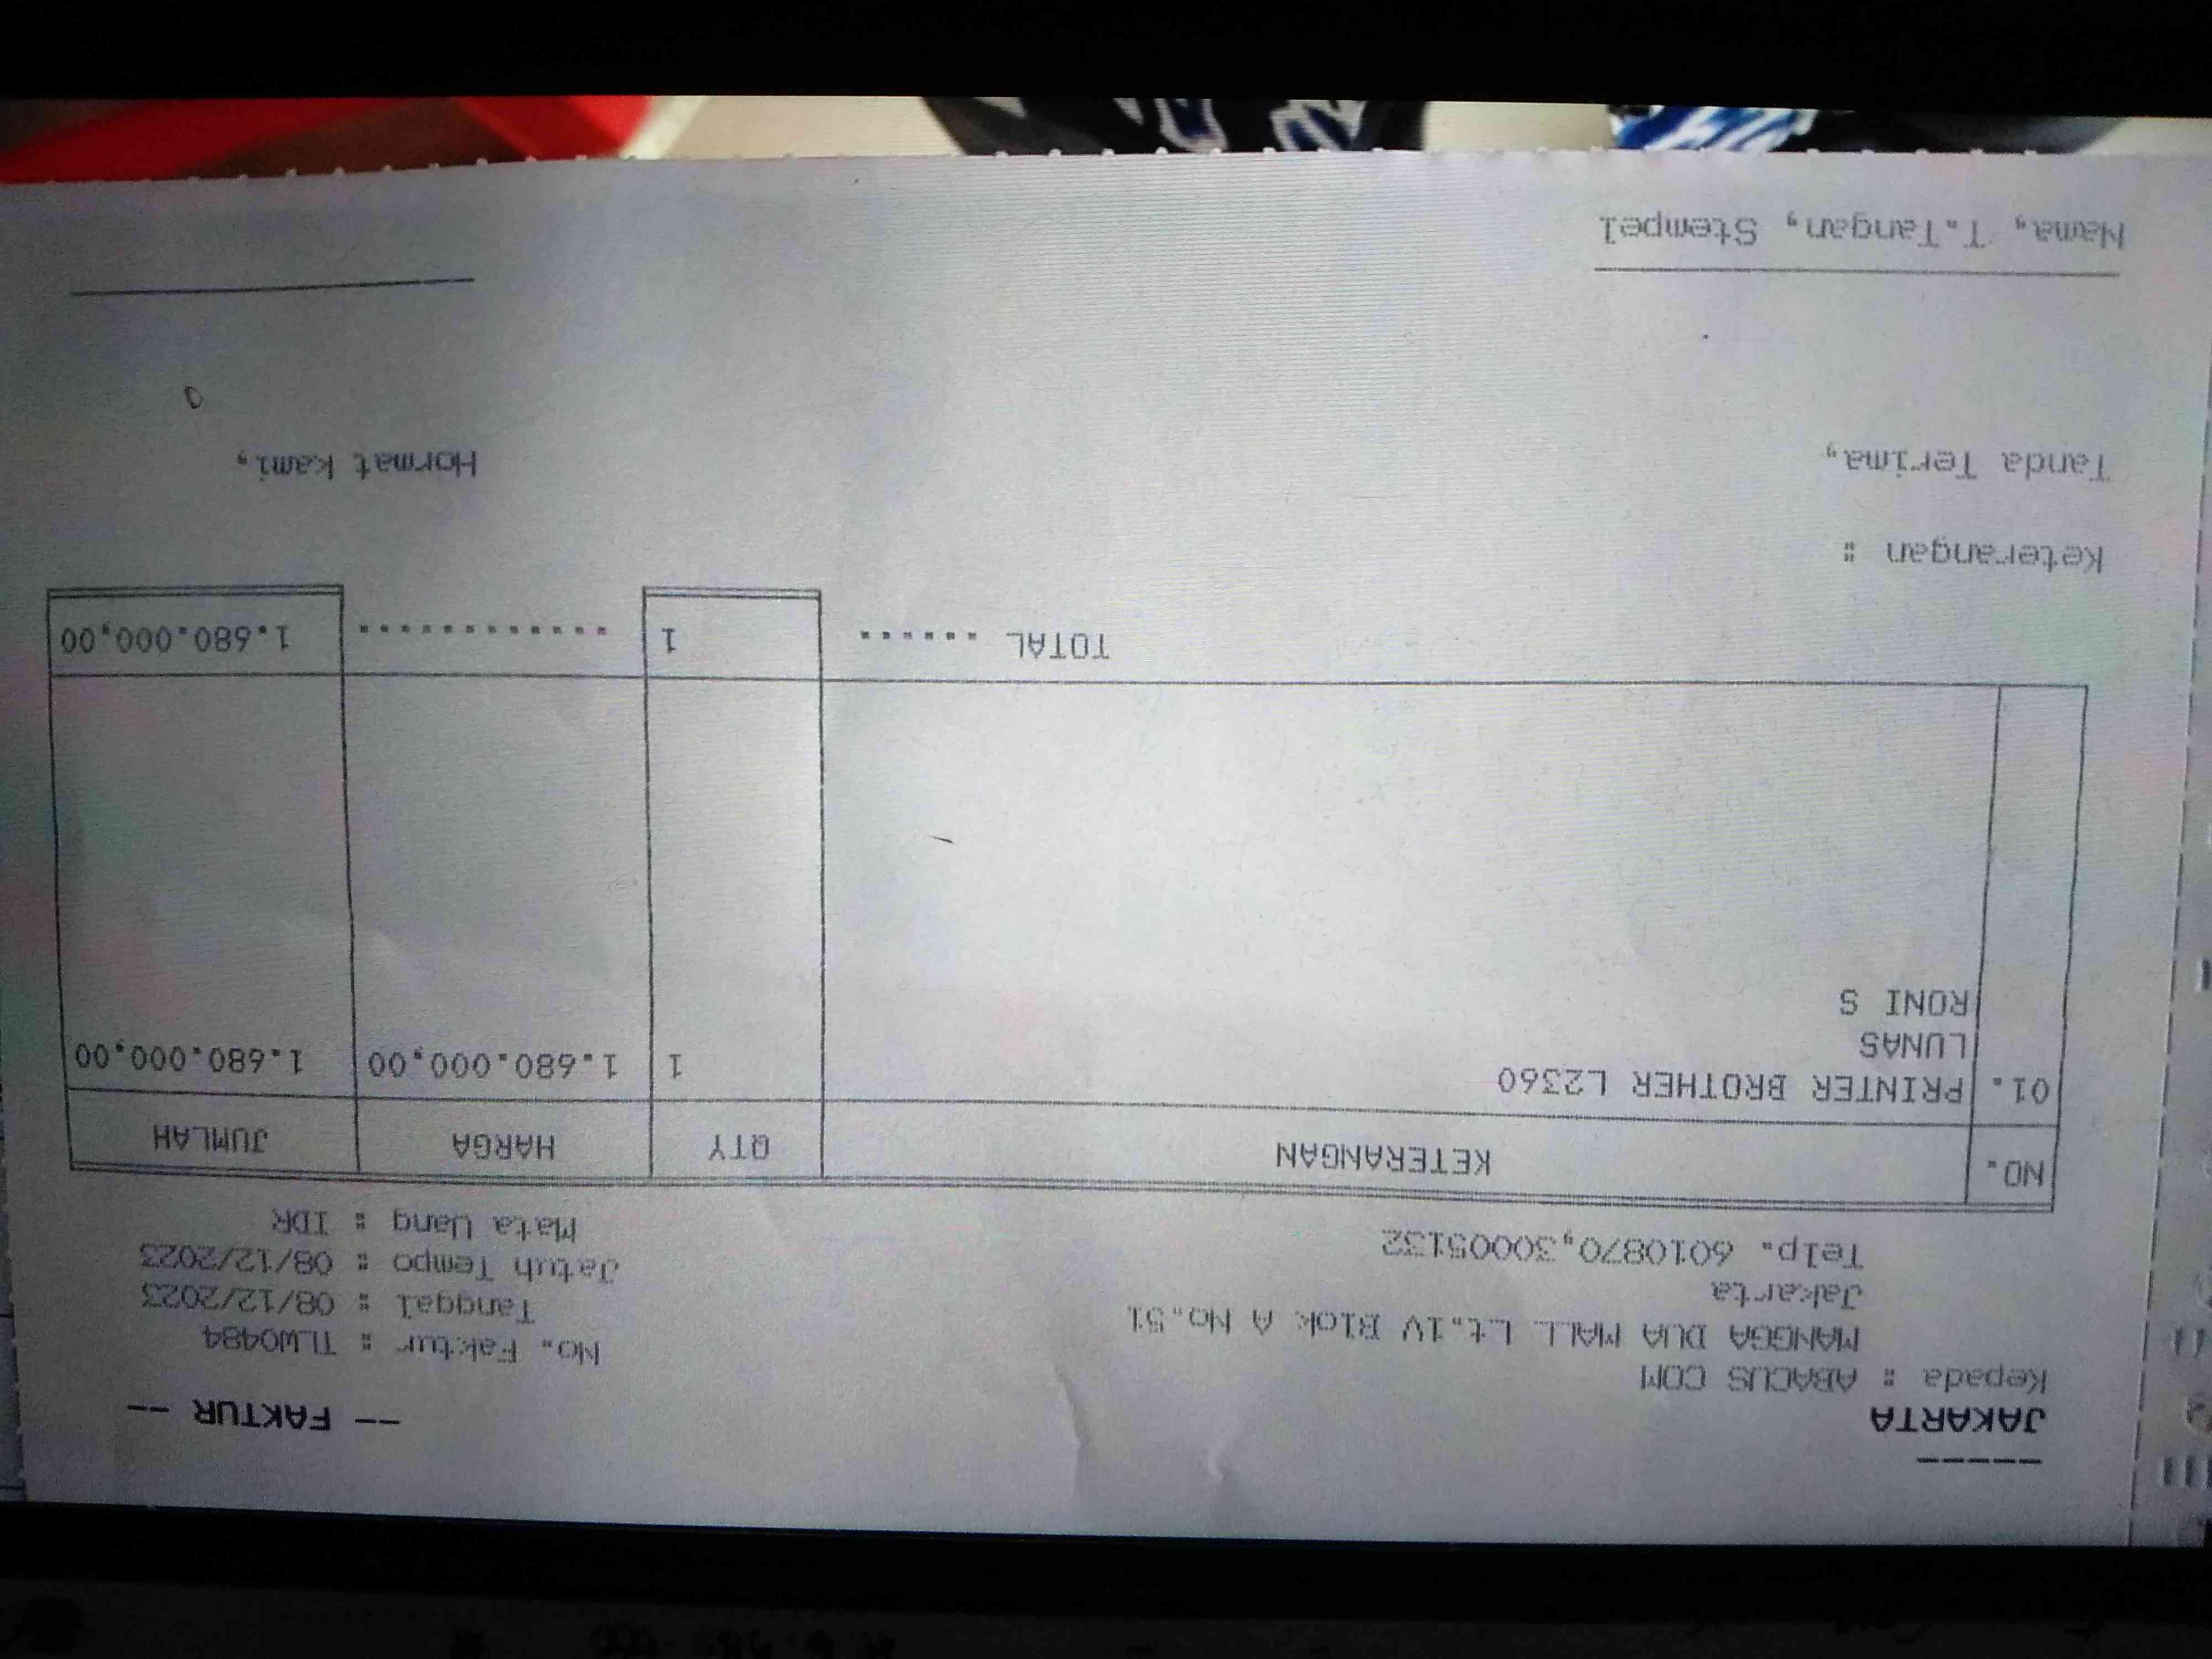 -----
JAKARTA
-- FAKTUR --
Kepada : ABACUS COM
MANGGA DUA MALL Lt.1V Blok A No.51
Jakarta
Telp. 6010870,30005132
No. Faktur : TLW0484
Tanggal : 08/12/2023
Jatuh Tempo : 08/12/2023
Mata Uang : IDR
NO. KETERANGAN QTY HARGA JUMLAH
01. PRINTER BROTHER L2360 1 1.680.000,00 1.680.000,00
LUNAS
RONI S
TOTAL ...... 1 ............. 1.680.000,00
Keterangan :
Tanda Terima, Hormat kami,
Nama, T.Tangan, Stempel